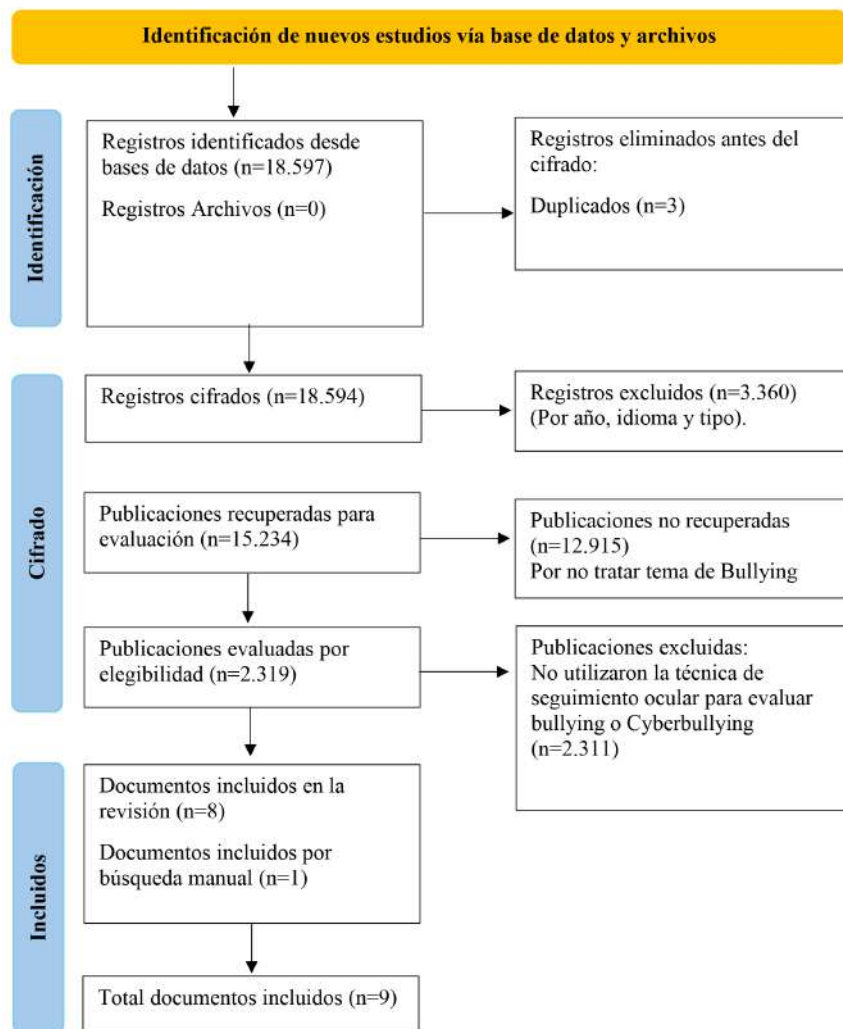 Identificación de nuevos estudios vía base de datos y archivos
Identificación
Registros identificados desde
bases de datos (n=18.597)
Registros Archivos (n=0)
Registros eliminados antes del
cifrado:
Duplicados (n=3)
Cifrado
Registros cifrados (n=18.594)
Registros excluidos (n=3.360)
(Por año, idioma y tipo).
Publicaciones recuperadas para
evaluación (n=15.234)
Publicaciones no recuperadas
(n=12.915)
Por no tratar tema de Bullying
Publicaciones evaluadas por
elegibilidad (n=2.319)
Publicaciones excluidas:
No utilizaron la técnica de
seguimiento ocular para evaluar
bullying o Cyberbullying
(n=2.311)
Incluidos
Documentos incluidos en la
revisión (n=8)
Documentos incluidos por
búsqueda manual (n=1)
Total documentos incluidos (n=9)